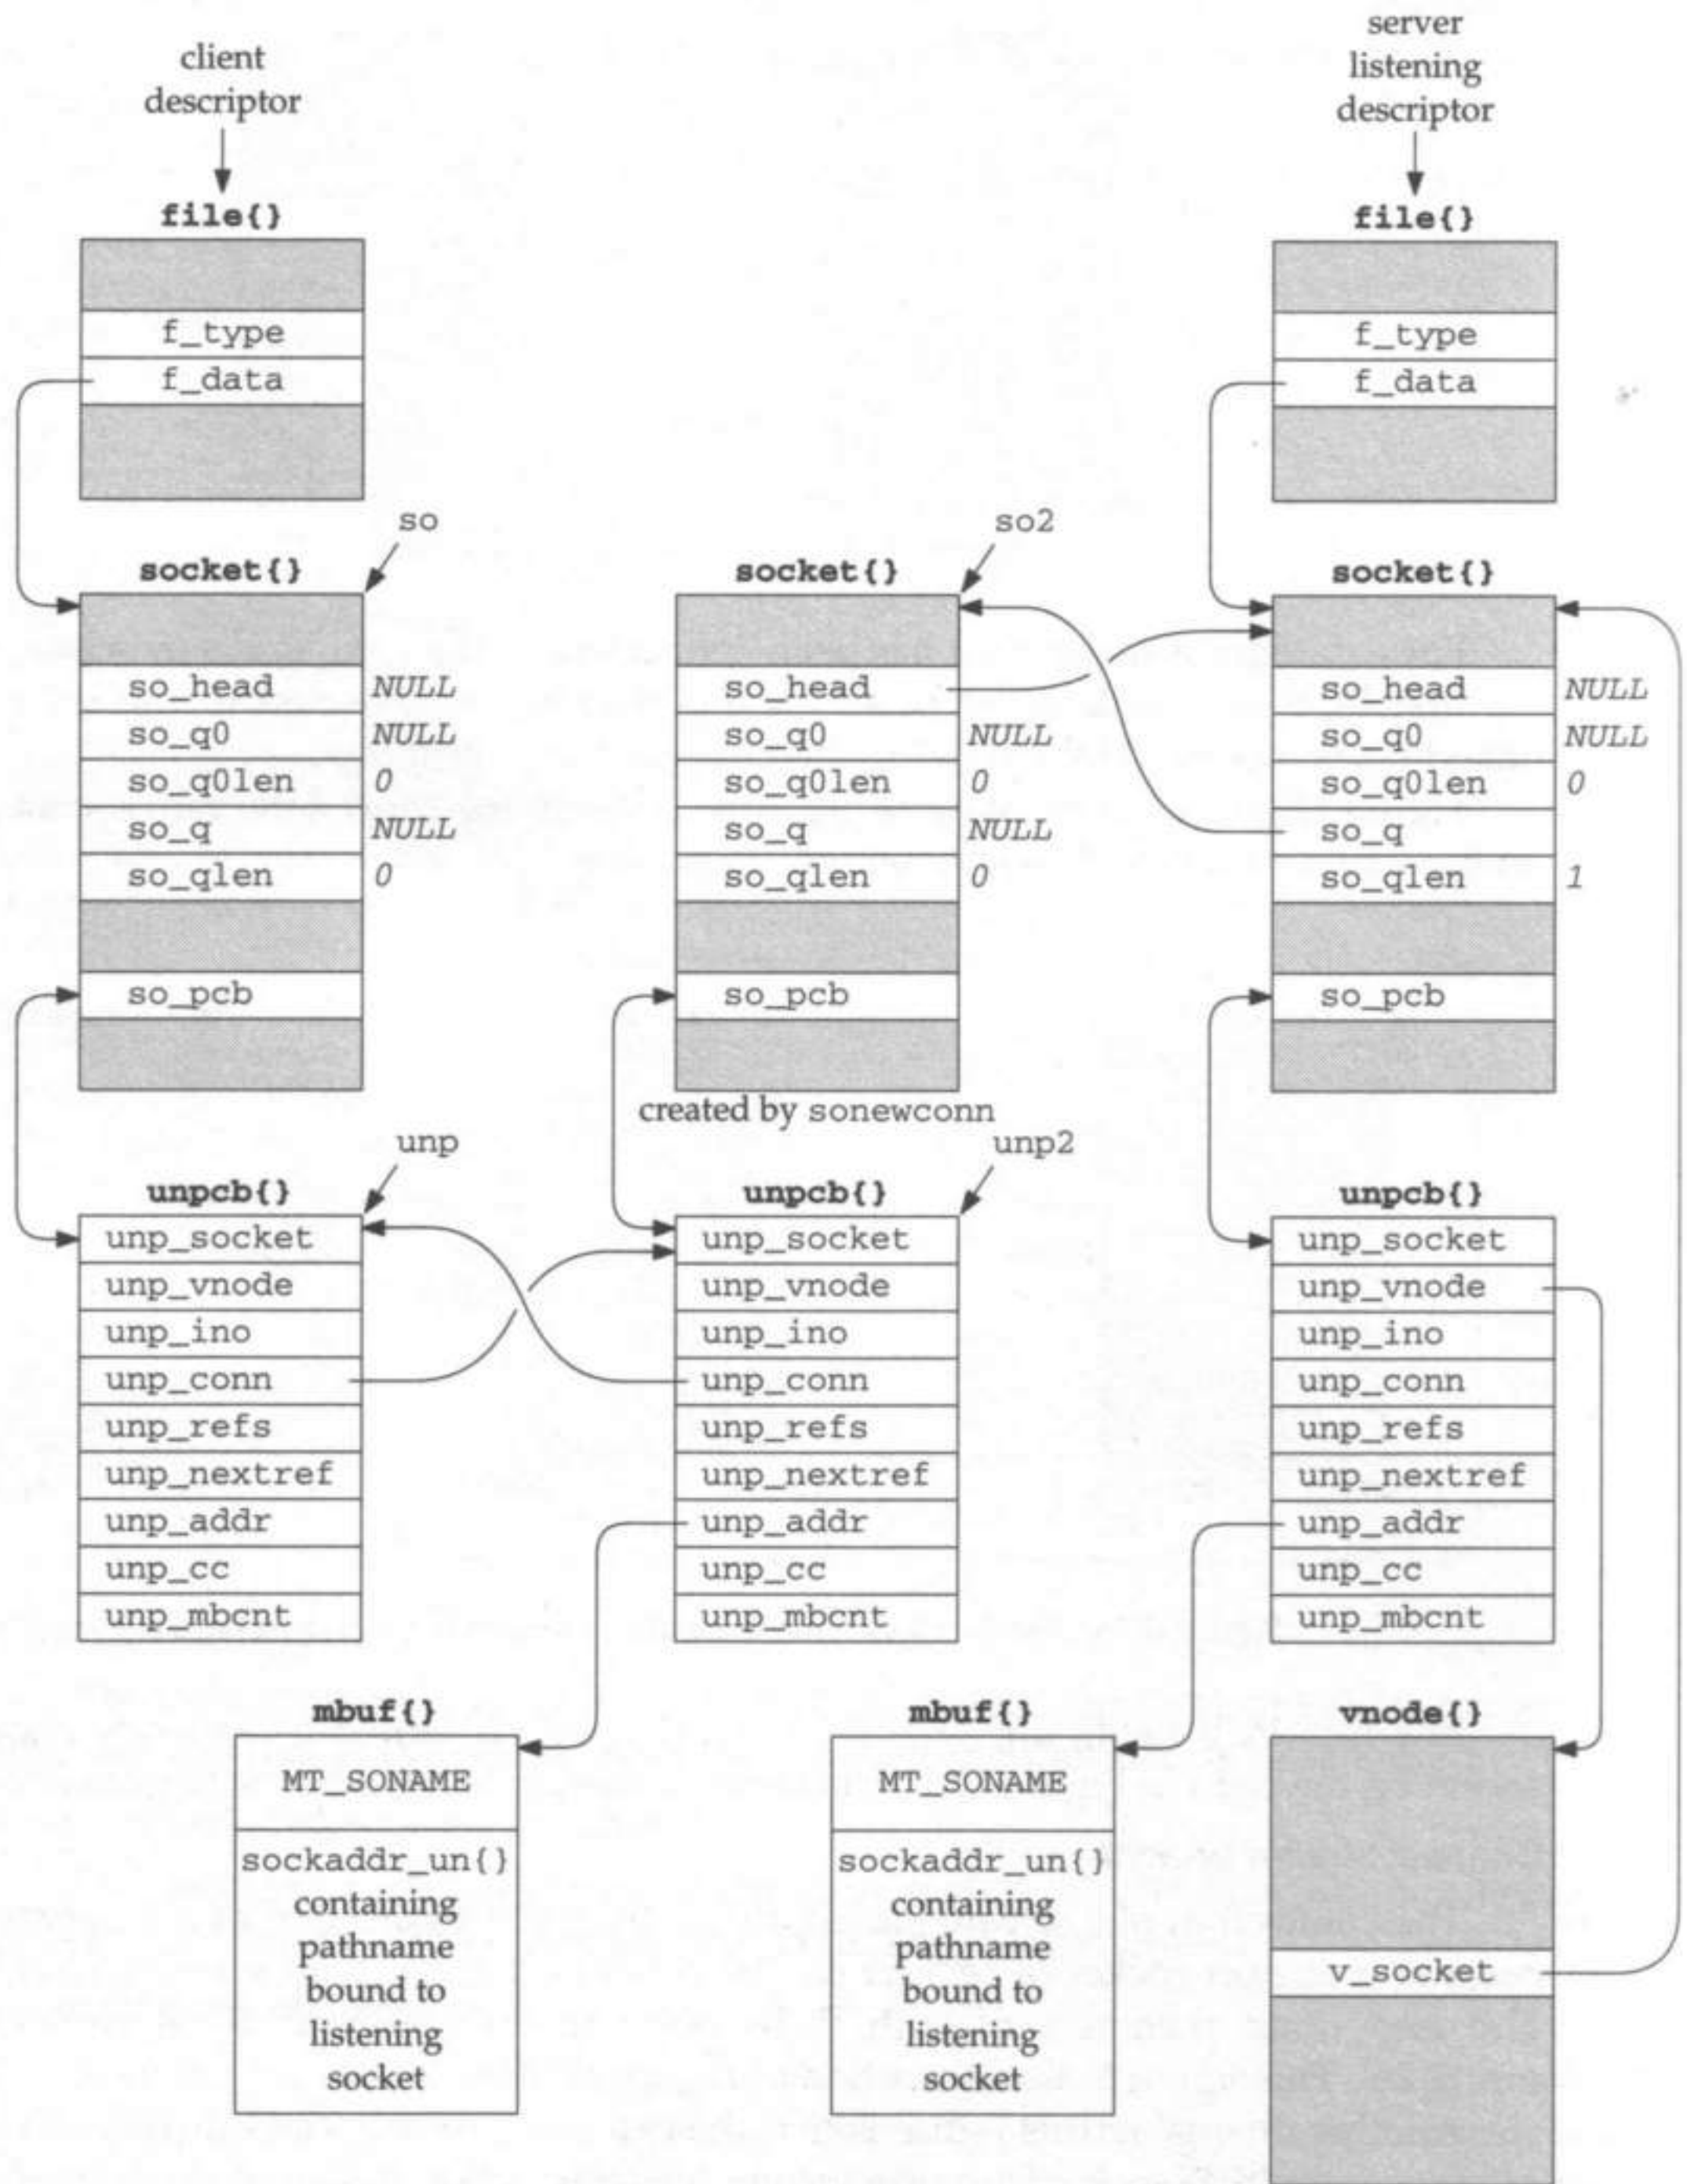 client
descriptor
server
listening
descriptor
file{}
f_type
f_data
file{}
f_type
f_data
so
socket{}
so_head NULL
so_q0 NULL
so_q0len 0
so_q NULL
so_qlen 0
so_pcb
so2
socket{}
so_head
so_q0 NULL
so_q0len 0
so_q NULL
so_qlen 0
so_pcb
created by sonewconn
socket{}
so_head NULL
so_q0 NULL
so_q0len 0
so_q
so_qlen 1
so_pcb
unp
unpcb{}
unp_socket
unp_vnode
unp_ino
unp_conn
unp_refs
unp_nextref
unp_addr
unp_cc
unp_mbcnt
unp2
unpcb{}
unp_socket
unp_vnode
unp_ino
unp_conn
unp_refs
unp_nextref
unp_addr
unp_cc
unp_mbcnt
unpcb{}
unp_socket
unp_vnode
unp_ino
unp_conn
unp_refs
unp_nextref
unp_addr
unp_cc
unp_mbcnt
mbuf{}
MT_SONAME
sockaddr_un{}
containing
pathname
bound to
listening
socket
mbuf{}
MT_SONAME
sockaddr_un{}
containing
pathname
bound to
listening
socket
vnode{}
v_socket